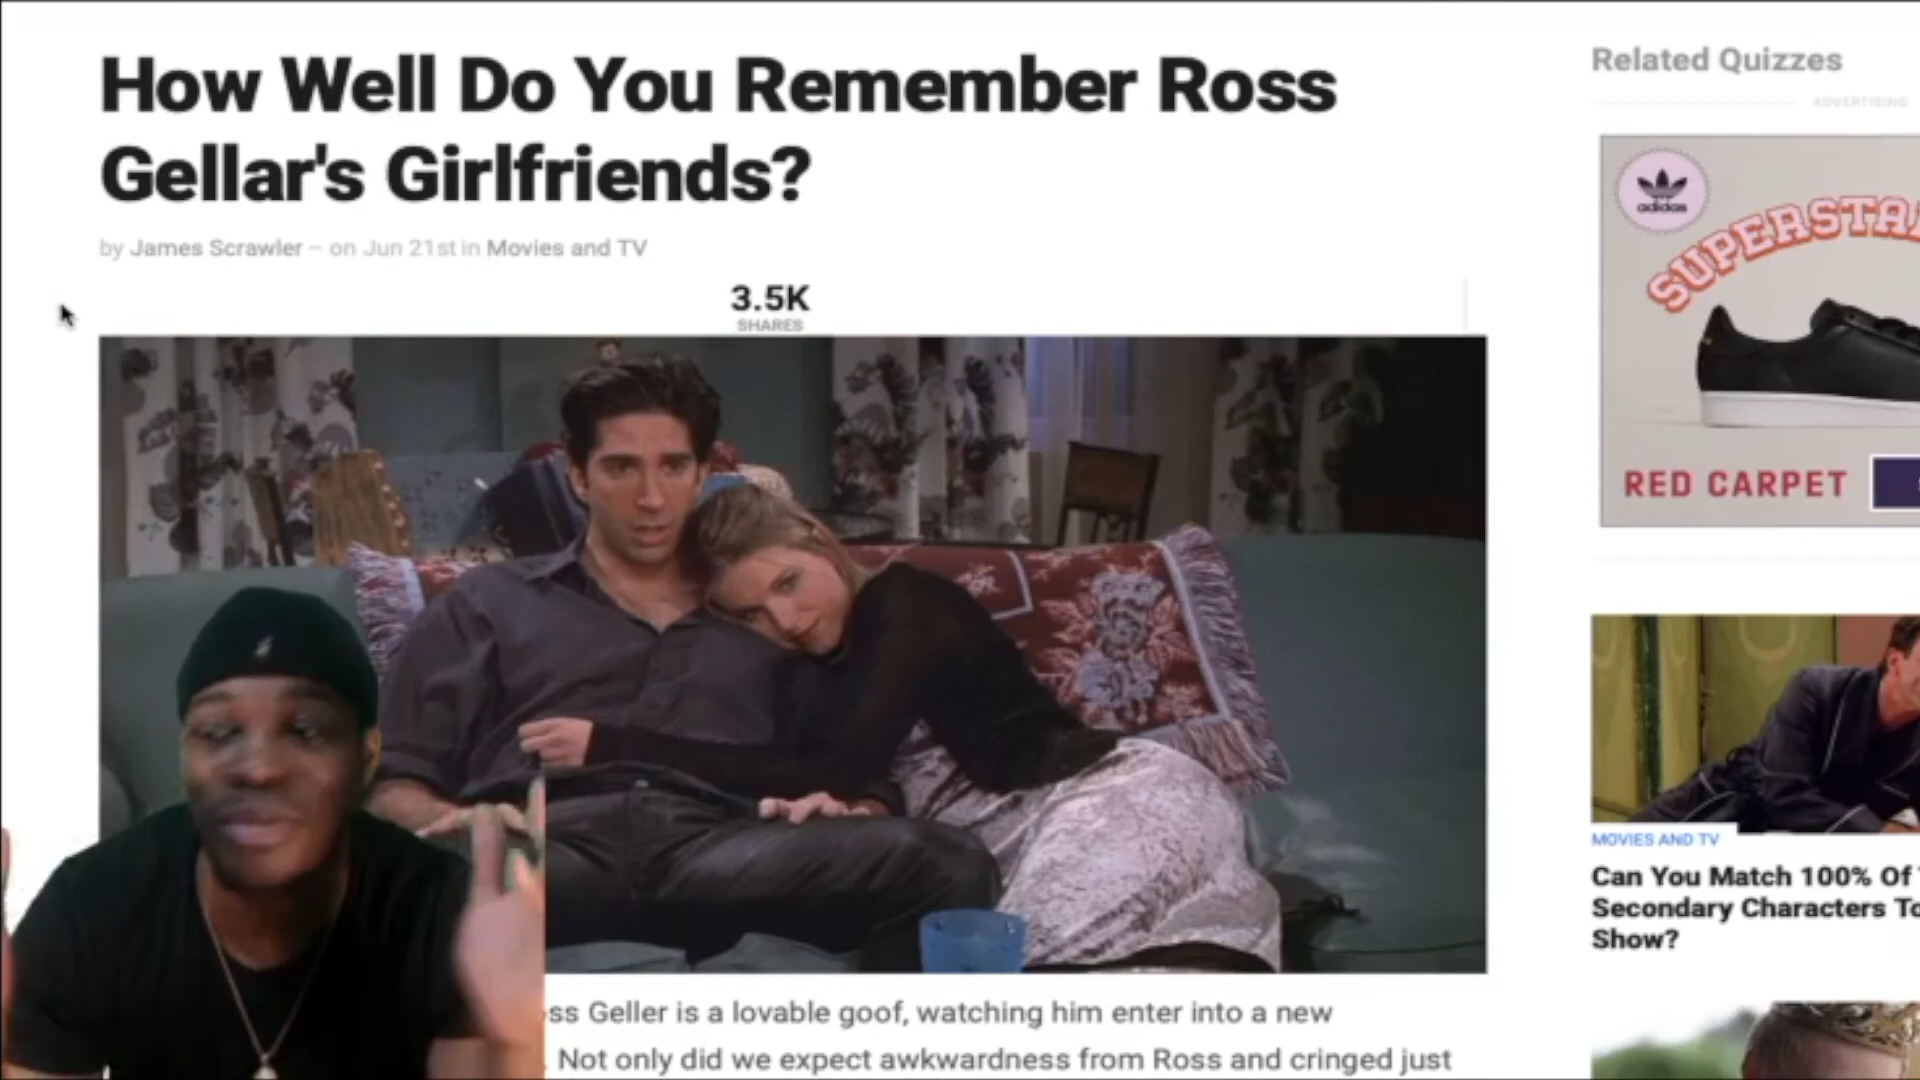 How Well Do You Remember Ross
Gellar's Girlfriends?
by James Scrawler – on Jun 21st in Movies and TV
3.5K
SHARES
ss Geller is a lovable goof, watching him enter into a new
. Not only did we expect awkwardness from Ross and cringed just
Related Quizzes
ADVERTISING
adidas
SUPERSTA
RED CARPET
MOVIES AND TV
Can You Match 100% Of
Secondary Characters To
Show?